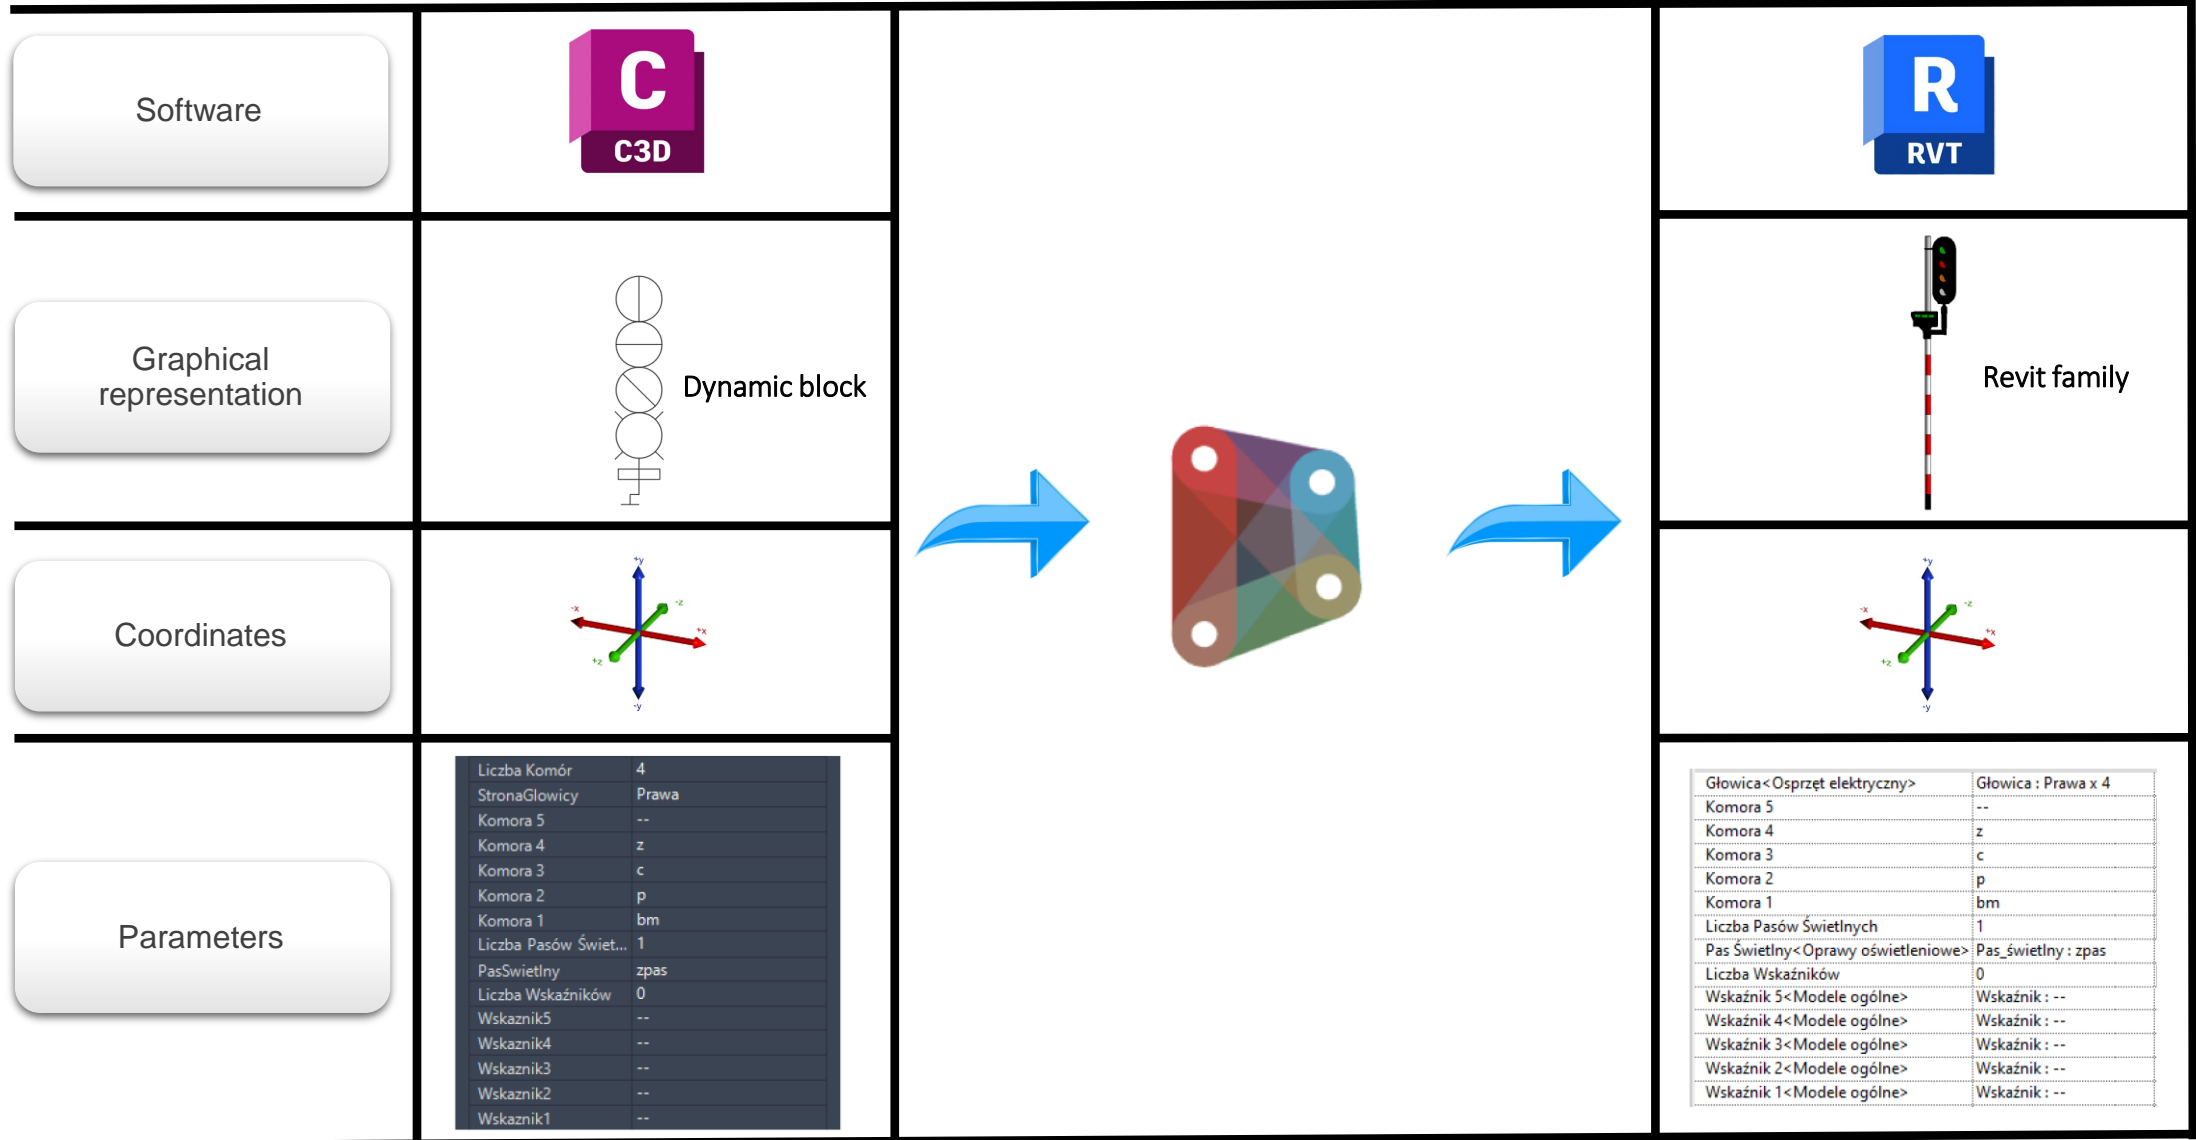 Software
C
C3D
R
RVT
Graphical
representation
Dynamic block
Revit family
Coordinates
+y
-x
-z
+x
+z
-y
+y
-x
-z
+x
+z
-y
Parameters
Liczba Komór 4
StronaGlowicy Prawa
Komora 5 --
Komora 4 z
Komora 3 c
Komora 2 p
Komora 1 bm
Liczba Pasów Świet... 1
PasSwietlny zpas
Liczba Wskaźników 0
Wskaznik5 --
Wskaznik4 --
Wskaznik3 --
Wskaznik2 --
Wskaznik1 --
Głowica<Osprzęt elektryczny> Głowica : Prawa x 4
Komora 5 --
Komora 4 z
Komora 3 c
Komora 2 p
Komora 1 bm
Liczba Pasów Świetlnych 1
Pas Świetlny<Oprawy oświetleniowe> Pas_świetlny : zpas
Liczba Wskaźników 0
Wskaźnik 5<Modele ogólne> Wskaźnik : --
Wskaźnik 4<Modele ogólne> Wskaźnik : --
Wskaźnik 3<Modele ogólne> Wskaźnik : --
Wskaźnik 2<Modele ogólne> Wskaźnik : --
Wskaźnik 1<Modele ogólne> Wskaźnik : --